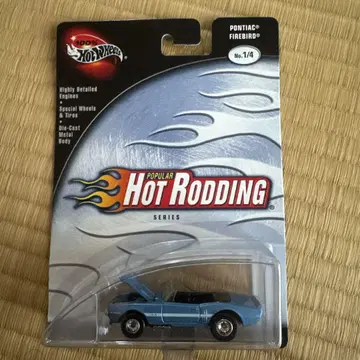 100%
Hot Wheels
PONTIAC®
FIREBIRD®
No.1/4
Highly Detailed
Engines
•
Special Wheels
& Tires
•
Die-Cast
Metal
Body
POPULAR
HOT RODDING
SERIES